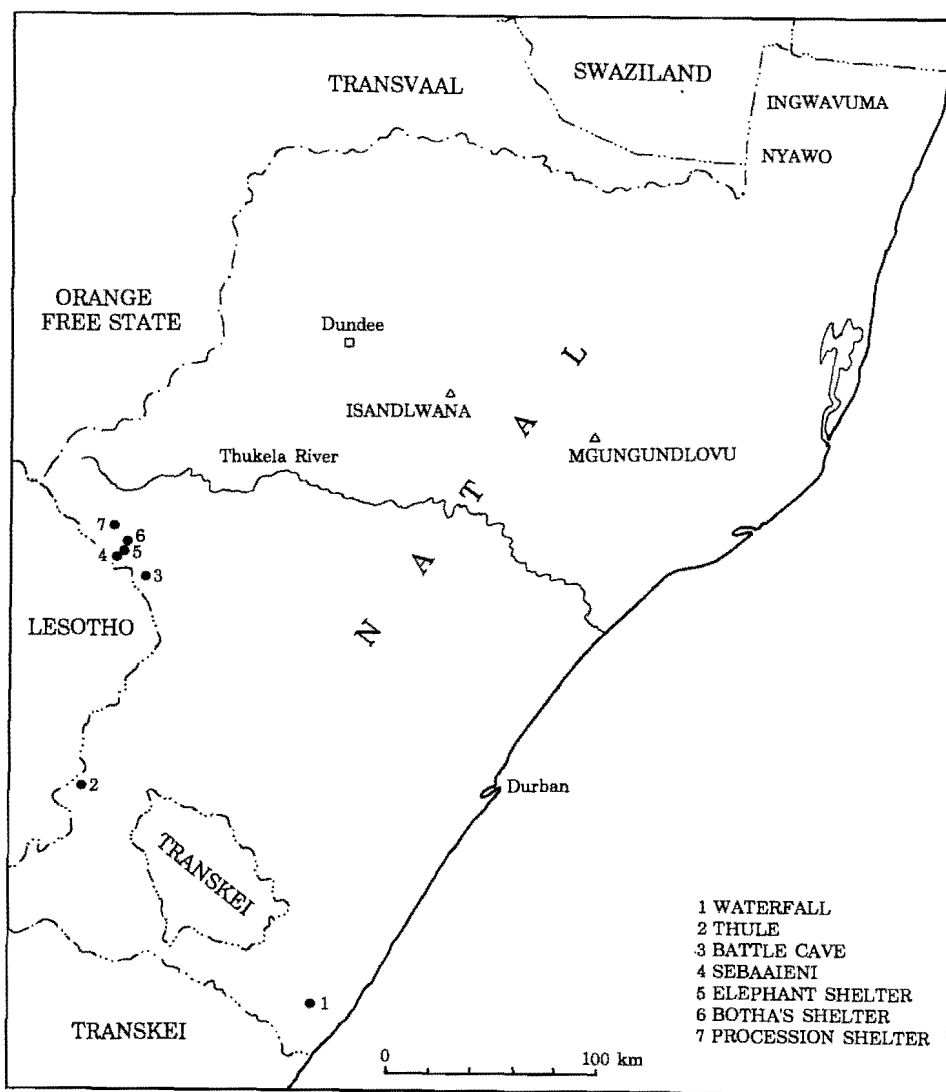 TRANSVAAL
SWAZILAND
INGWAVUMA
NYAWO
ORANGE
FREE STATE
Dundee
ISANDLWANA
MGUNGUNDLOVU
Thukela River
N A T A L
7
6
5
4
3
LESOTHO
2
Durban
TRANSKEI
1
TRANSKEI
0 100 km
1 WATERFALL
2 THULE
3 BATTLE CAVE
4 SEBAAIENI
5 ELEPHANT SHELTER
6 BOTHA'S SHELTER
7 PROCESSION SHELTER